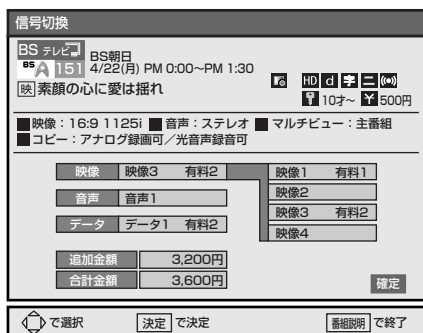 信号切換
BS テレビ BS朝日
BSA 151 4/22(月) PM 0:00~PM 1:30
HD d 字 二
映 素顔の心に愛は揺れ
10才~ ¥ 500円
■映像:16:9 1125i ■音声:ステレオ ■マルチビュー:主番組
■コピー:アナログ録画可/光音声録音可
映像 映像3 有料2 映像1 有料1
映像2
音声 音声1
映像3 有料2
データ データ1 有料2
映像4
追加金額 3,200円
合計金額 3,600円
確定
で選択 決定 で決定 番組説明 で終了